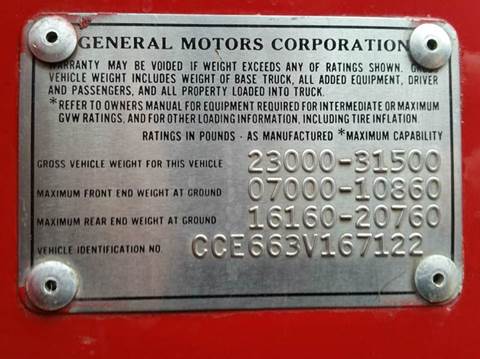 GENERAL MOTORS CORPORATION
WARRANTY MAY BE VOIDED IF WEIGHT EXCEEDS ANY OF RATINGS SHOWN. GROSS
VEHICLE WEIGHT INCLUDES WEIGHT OF BASE TRUCK, ALL ADDED EQUIPMENT, DRIVER
AND PASSENGERS, AND ALL PROPERTY LOADED INTO TRUCK.
*REFER TO OWNERS MANUAL FOR EQUIPMENT REQUIRED FOR INTERMEDIATE OR MAXIMUM
GVW RATINGS, AND FOR OTHER LOADING INFORMATION, INCLUDING TIRE INFLATION.
RATINGS IN POUNDS - AS MANUFACTURED *MAXIMUM CAPABILITY
GROSS VEHICLE WEIGHT FOR THIS VEHICLE 23000-31500
MAXIMUM FRONT END WEIGHT AT GROUND 07000-10860
MAXIMUM REAR END WEIGHT AT GROUND 16160-20760
VEHICLE IDENTIFICATION NO. CCE663V167122